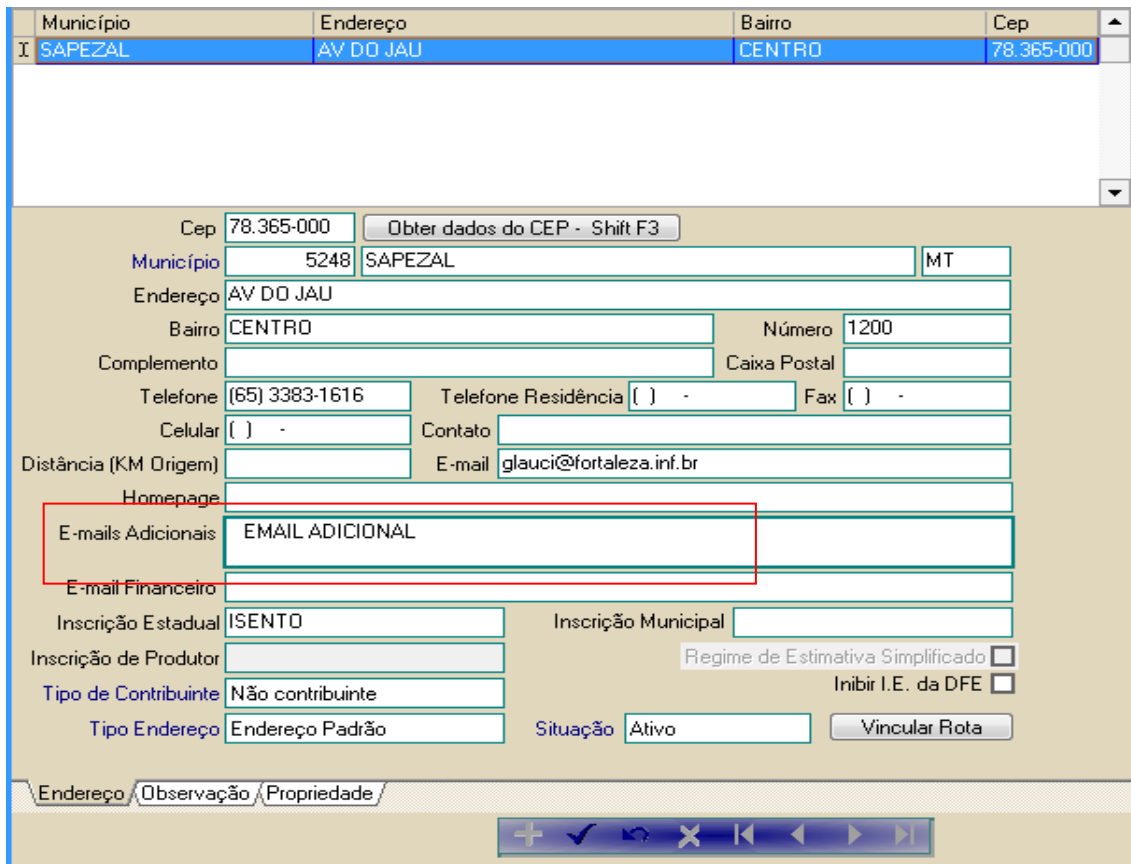 Município Endereço Bairro Cep
I SAPEZAL AV DO JAU CENTRO 78.365-000
Cep 78.365-000 Obter dados do CEP - Shift F3
Município 5248 SAPEZAL MT
Endereço AV DO JAU
Bairro CENTRO Número 1200
Complemento Caixa Postal
Telefone (65) 3383-1616 Telefone Residência ( ) - Fax ( ) -
Celular ( ) - Contato
Distância (KM Origem) E-mail glauci@fortaleza.inf.br
Homepage
E-mails Adicionais EMAIL ADICIONAL
E-mail Financeiro
Inscrição Estadual ISENTO Inscrição Municipal
Inscrição de Produtor Regime de Estimativa Simplificado
Tipo de Contribuinte Não contribuinte Inibir I.E. da DFE
Tipo Endereço Endereço Padrão Situação Ativo Vincular Rota
Endereço Observação Propriedade